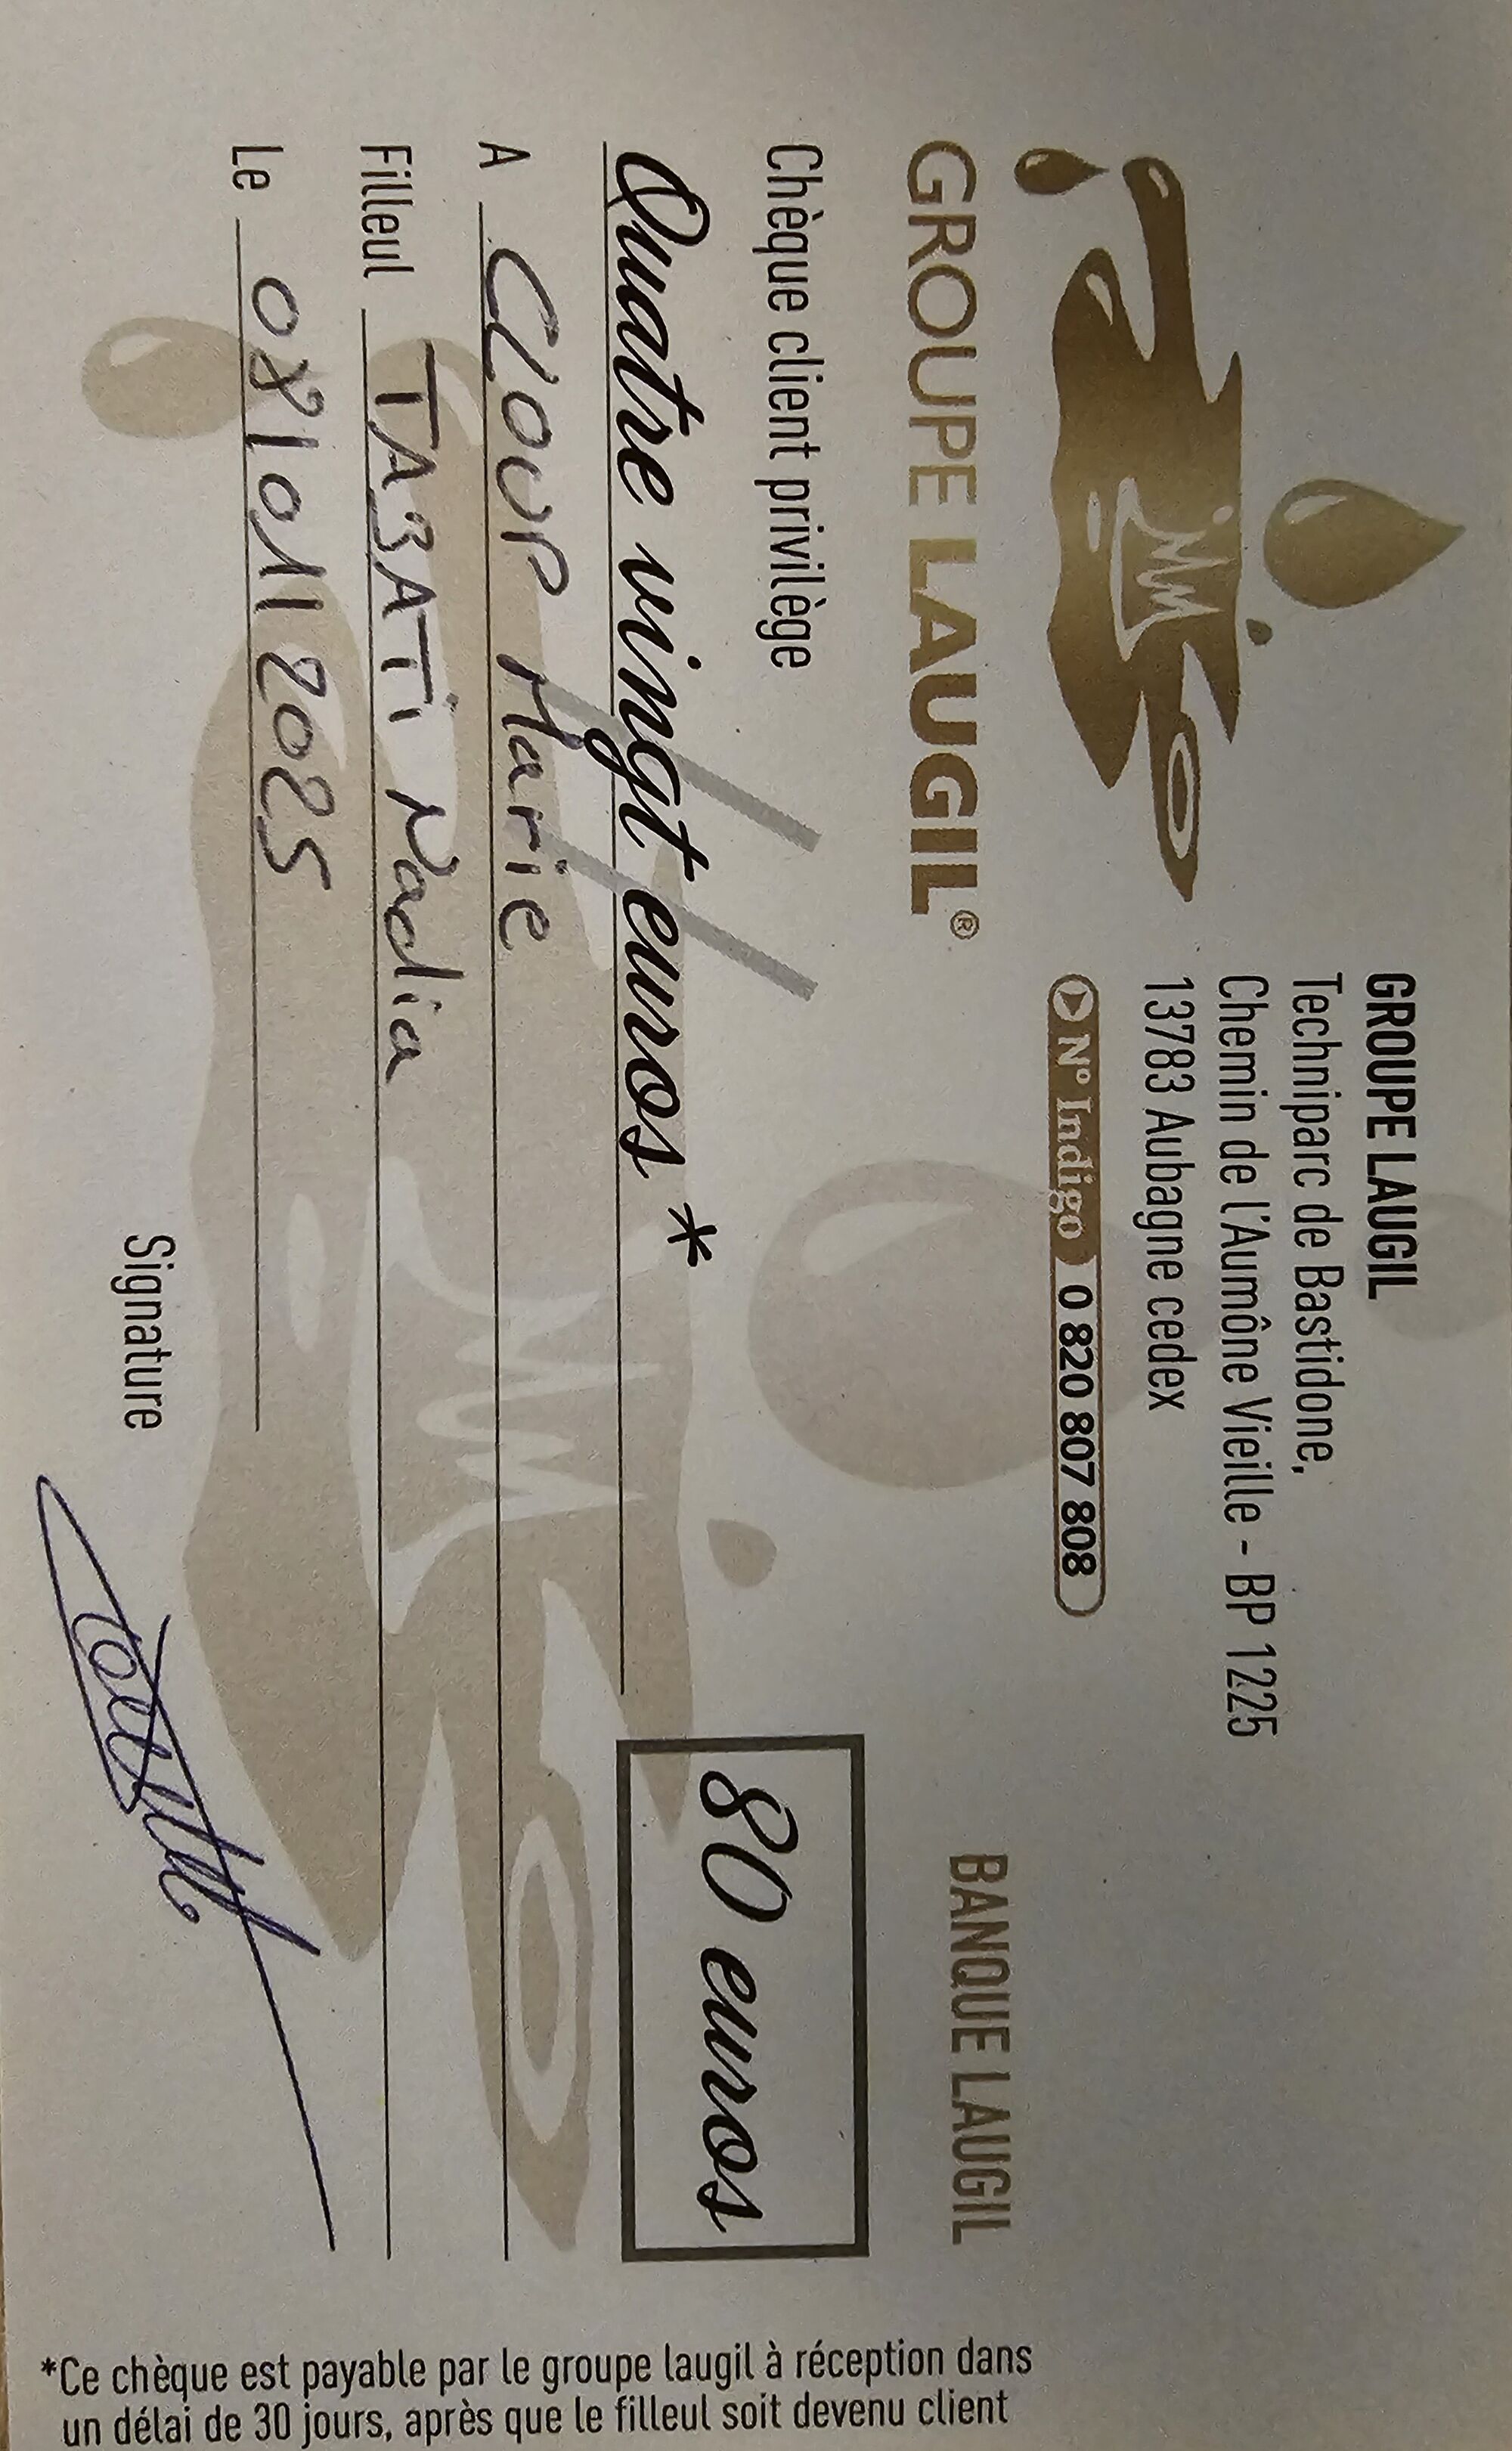 GROUPE LAUGIL®
GROUPE LAUGIL
Techniparc de Bastidone,
Chemin de l'Aumône Vieille - BP 1225
13783 Aubagne cedex
N° Indigo 0 820 807 808
BANQUE LAUGIL
Chèque client privilège
Quatre vingt euros*
80 euros
A CLOUP Marie
Filleul TABATi Nadia
Le 08/01/2025
Signature
*Ce chèque est payable par le groupe laugil à réception dans
un délai de 30 jours, après que le filleul soit devenu client